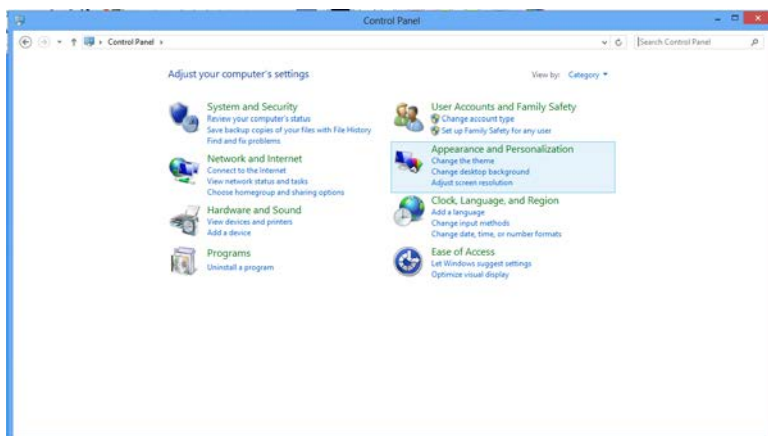 Control Panel
Control Panel
Search Control Panel
Adjust your computer's settings
View by: Category
System and Security
Review your computer's status
Save backup copies of your files with File History
Find and fix problems
Network and Internet
Connect to the Internet
View network status and tasks
Choose homegroup and sharing options
Hardware and Sound
View devices and printers
Add a device
Programs
Uninstall a program
User Accounts and Family Safety
Change account type
Set up Family Safety for any user
Appearance and Personalization
Change the theme
Change desktop background
Adjust screen resolution
Clock, Language, and Region
Add a language
Change input methods
Change date, time, or number formats
Ease of Access
Let Windows suggest settings
Optimize visual display